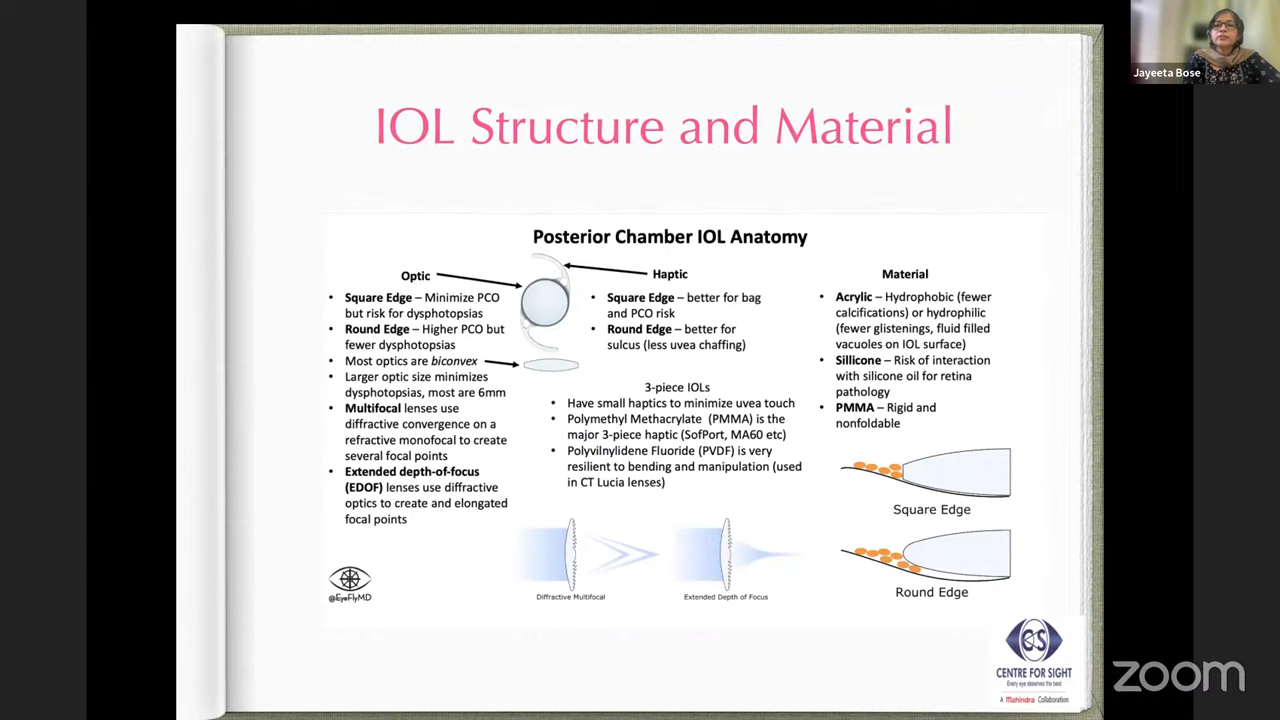 Jayeeta Bose
IOL Structure and Material
Posterior Chamber IOL Anatomy
Optic
• Square Edge – Minimize PCO
but risk for dysphotopsias
• Round Edge – Higher PCO but
fewer dysphotopsias
• Most optics are biconvex
• Larger optic size minimizes
dysphotopsias, most are 6mm
• Multifocal lenses use
diffractive convergence on a
refractive monofocal to create
several focal points
• Extended depth-of-focus
(EDOF) lenses use diffractive
optics to create and elongated
focal points
Haptic
• Square Edge – better for bag
and PCO risk
• Round Edge – better for
sulcus (less uvea chaffing)
3-piece IOLs
• Have small haptics to minimize uvea touch
• Polymethyl Methacrylate (PMMA) is the
major 3-piece haptic (SofPort, MA60 etc)
• Polyvilnylidene Fluoride (PVDF) is very
resilient to bending and manipulation (used
in CT Lucia lenses)
Material
• Acrylic – Hydrophobic (fewer
calcifications) or hydrophilic
(fewer glistenings, fluid filled
vacuoles on IOL surface)
• Sillicone – Risk of interaction
with silicone oil for retina
pathology
• PMMA – Rigid and
nonfoldable
Square Edge
Round Edge
Diffractive Multifocal
Extended Depth of Focus
@EyeFlyMD
CS
CENTRE FOR SIGHT
Every eye deserves the best
A Mahindra Collaboration
zoom